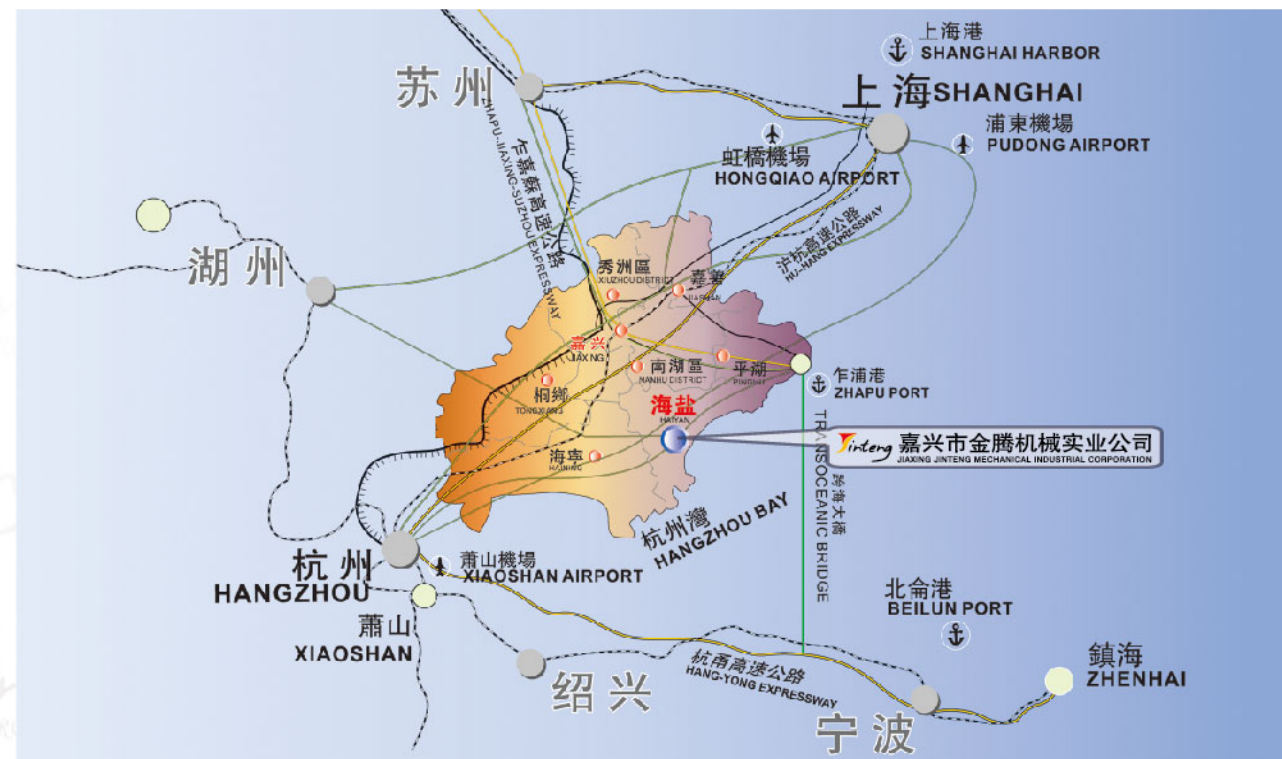 上海港
SHANGHAI HARBOR
苏州
上海SHANGHAI
浦東機場
PUDONG AIRPORT
虹橋機場
HONGQIAO AIRPORT
乍嘉蘇高速公路
ZHAPU-JIAXING-SUZHOU EXPRESSWAY
沪杭高速公路
HU-HANG EXPRESSWAY
湖州
秀洲區
XIUZHOU DISTRICT
嘉善
JIASHAN
嘉兴
JIAXING
南湖區
NANHU DISTRICT
平湖
PINGHU
乍浦港
ZHAPU PORT
桐鄉
TONGXIANG
海盐
HAIYAN
Jinteng 嘉兴市金腾机械实业公司
JIAXING JINTENG MECHANICAL INDUSTRIAL CORPORATION
海寧
HAINING
跨海大橋
TRANSOCEANIC BRIDGE
杭州灣
HANGZHOU BAY
杭州
HANGZHOU
萧山機場
XIAOSHAN AIRPORT
蕭山
XIAOSHAN
北侖港
BEILUN PORT
绍兴
杭甬高速公路
HANG-YONG EXPRESSWAY
鎮海
ZHENHAI
宁波